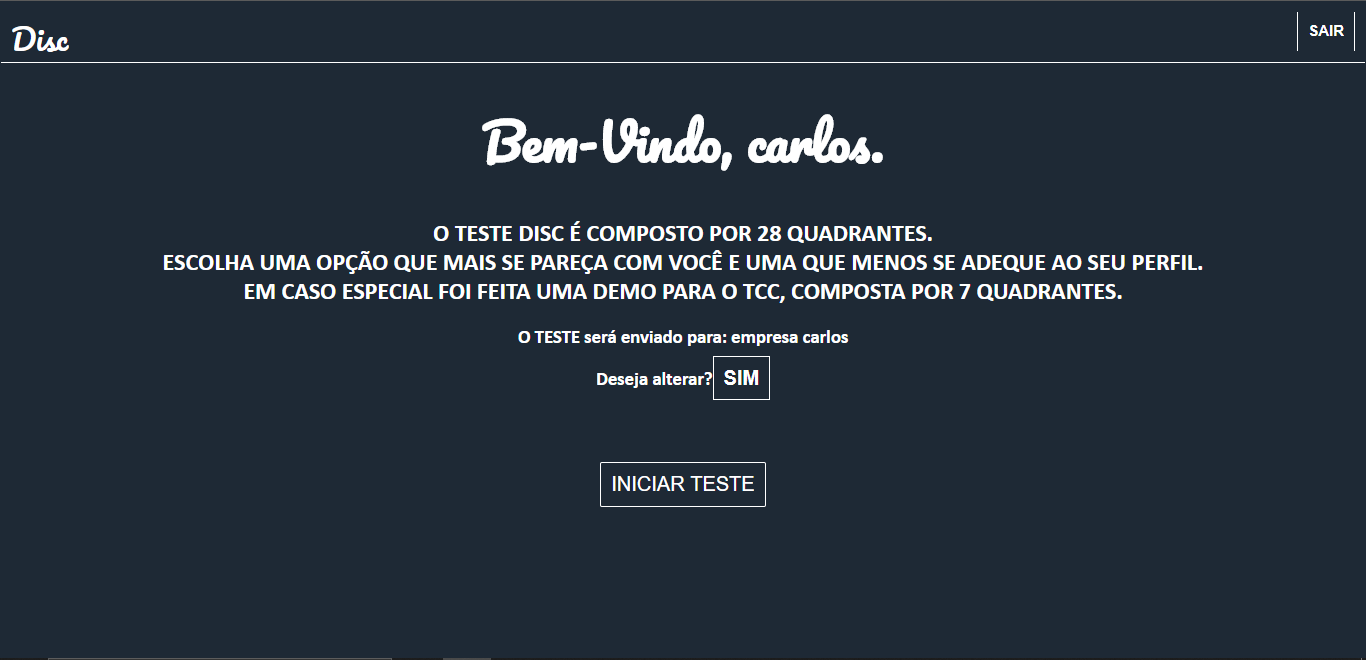 Disc
SAIR
Bem-Vindo, carlos.
O TESTE DISC É COMPOSTO POR 28 QUADRANTES.
ESCOLHA UMA OPÇÃO QUE MAIS SE PAREÇA COM VOCÊ E UMA QUE MENOS SE ADEQUE AO SEU PERFIL.
EM CASO ESPECIAL FOI FEITA UMA DEMO PARA O TCC, COMPOSTA POR 7 QUADRANTES.
O TESTE será enviado para: empresa carlos
Deseja alterar? SIM
INICIAR TESTE